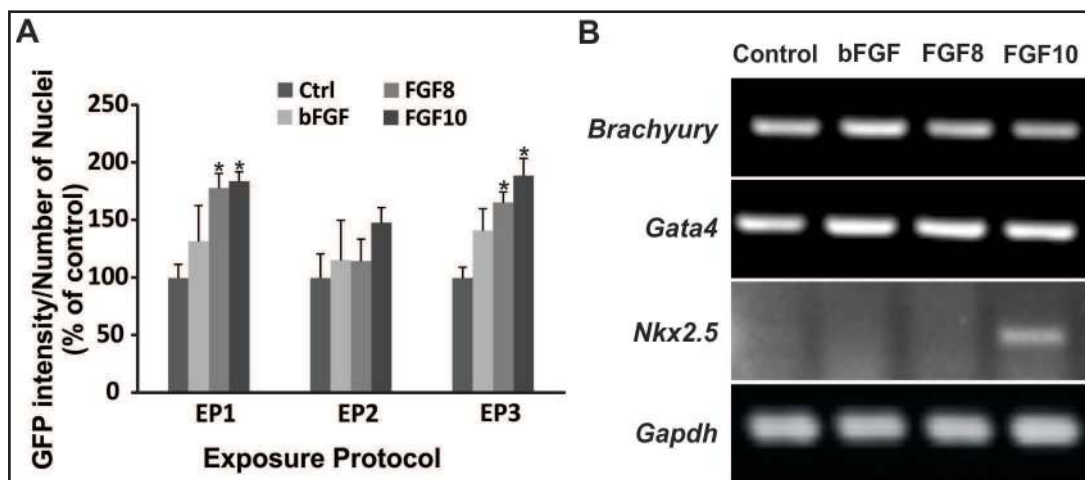 A
GFP intensity/Number of Nuclei
(% of control)
Ctrl
bFGF
FGF8
FGF10
250
200
150
100
50
0
* *
* *
EP1 EP2 EP3
Exposure Protocol
B
Control bFGF FGF8 FGF10
Brachyury
Gata4
Nkx2.5
Gapdh